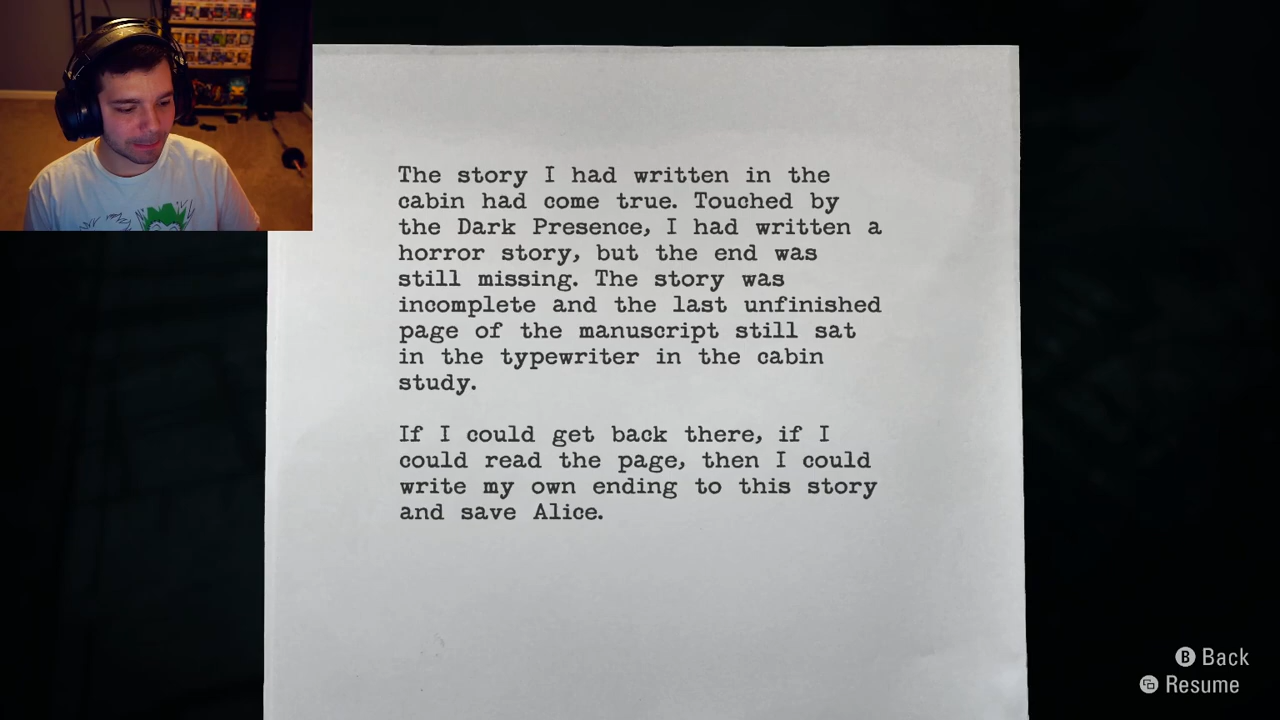 The story I had written in the
cabin had come true. Touched by
the Dark Presence, I had written a
horror story, but the end was
still missing. The story was
incomplete and the last unfinished
page of the manuscript still sat
in the typewriter in the cabin
study.
If I could get back there, if I
could read the page, then I could
write my own ending to this story
and save Alice.
B Back
Resume